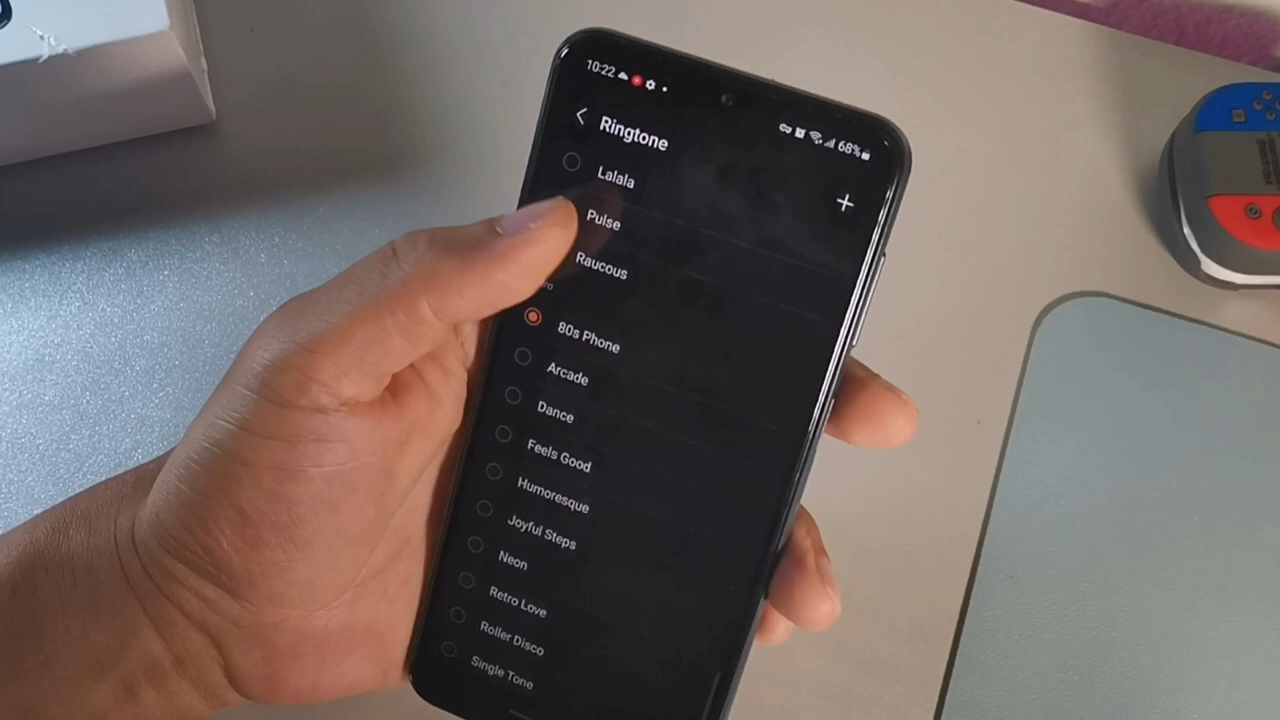 10:22
68%
Ringtone
Lalala
Pulse
Raucous
80s Phone
Arcade
Dance
Feels Good
Humoresque
Joyful Steps
Neon
Retro Love
Roller Disco
Single Tone